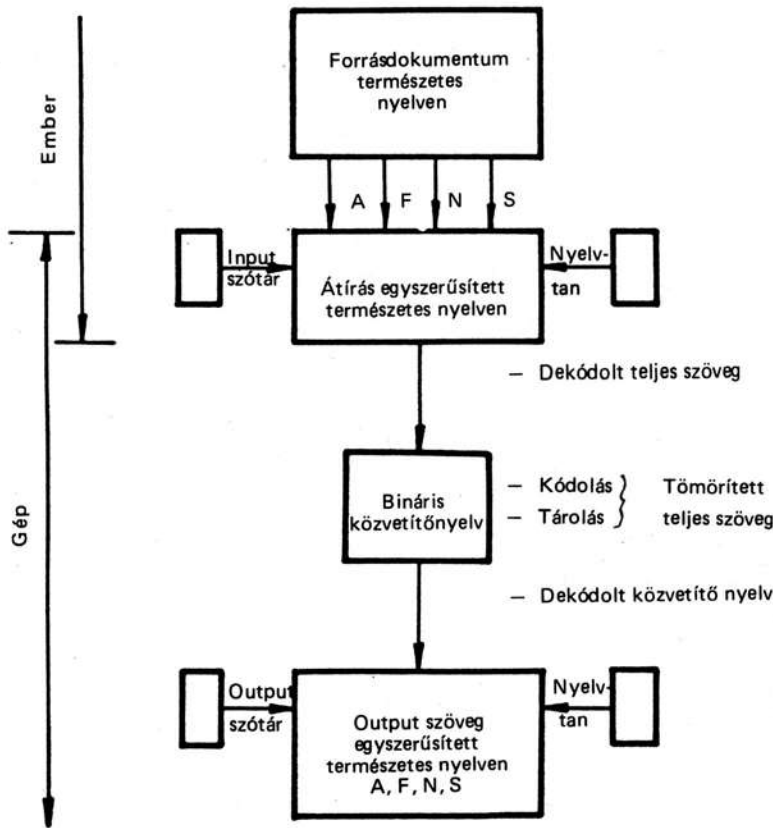 Forrásdokumentum
természetes
nyelven
Ember
A F N S
Input
szótár
Átírás egyszerűsített
természetes nyelven
Nyelv-
tan
– Dekódolt teljes szöveg
Gép
Bináris
közvetítőnyelv
– Kódolás } Tömörített
– Tárolás } teljes szöveg
– Dekódolt közvetítő nyelv
Output
szótár
Output szöveg
egyszerűsített
természetes nyelven
A, F, N, S
Nyelv-
tan